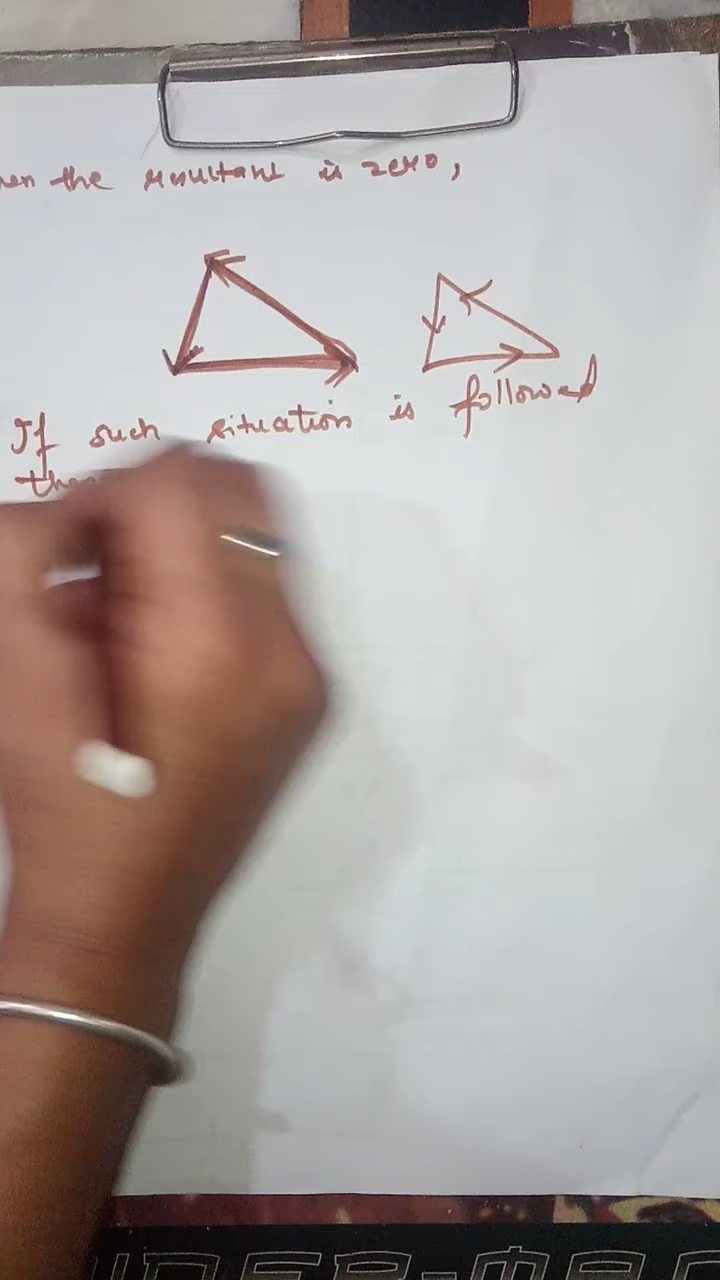 the resultant is zero,
If such situation is followed